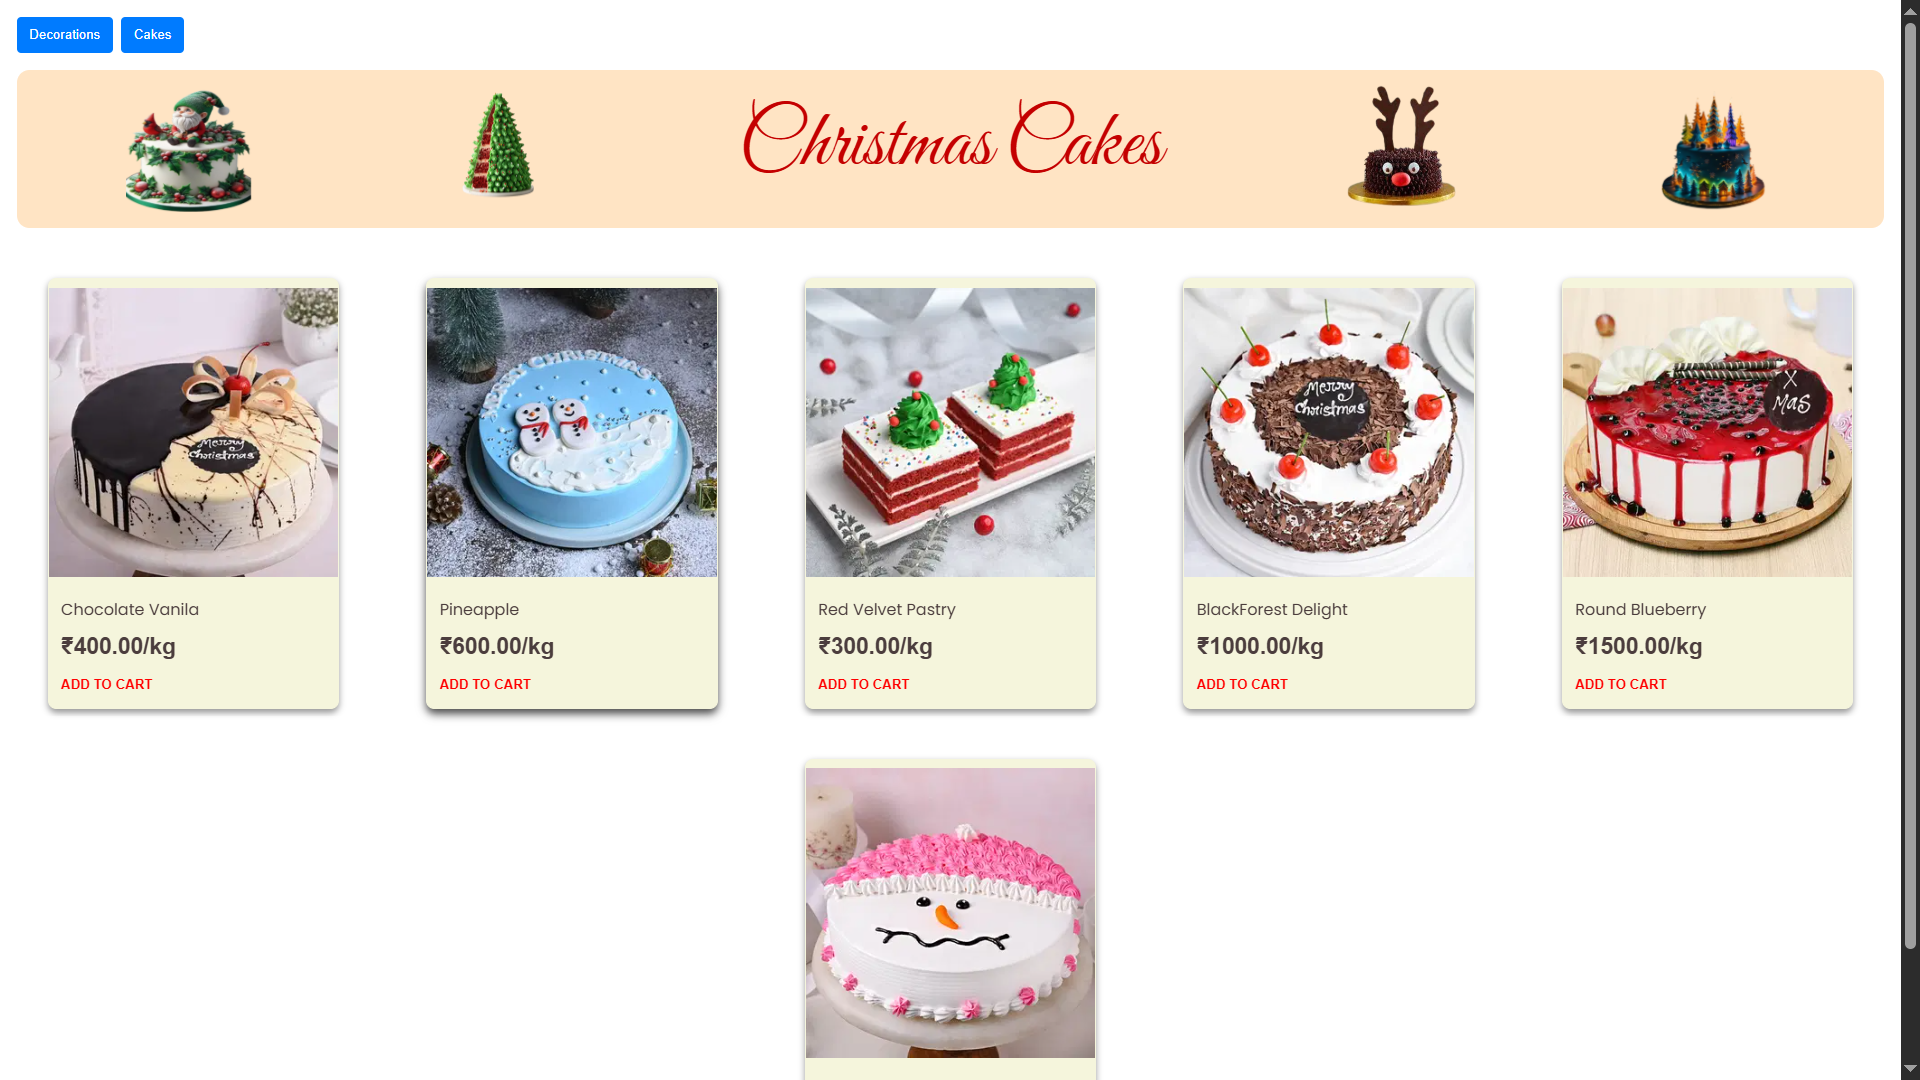 Decorations
Cakes
Christmas Cakes
Merry
Christmas
Merry
Christmas
X
MAS
Chocolate Vanila
₹400.00/kg
ADD TO CART
Pineapple
₹600.00/kg
ADD TO CART
Red Velvet Pastry
₹300.00/kg
ADD TO CART
BlackForest Delight
₹1000.00/kg
ADD TO CART
Round Blueberry
₹1500.00/kg
ADD TO CART